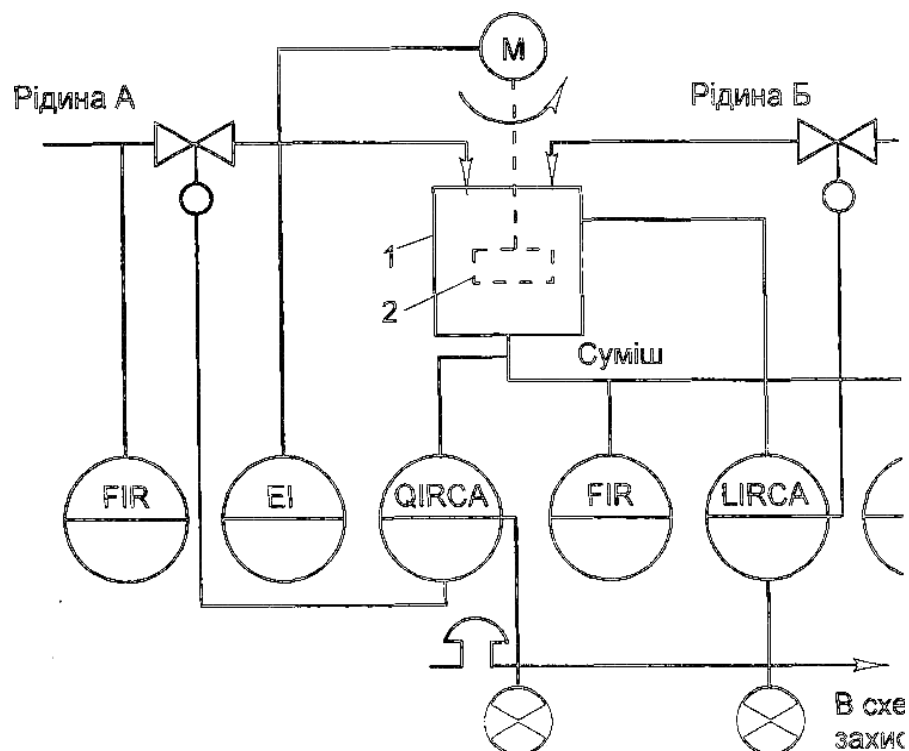 М
Рідина А
Рідина Б
1
2
Суміш
FIR
EI
QIRCA
FIR
LIRCA
В схе
захис